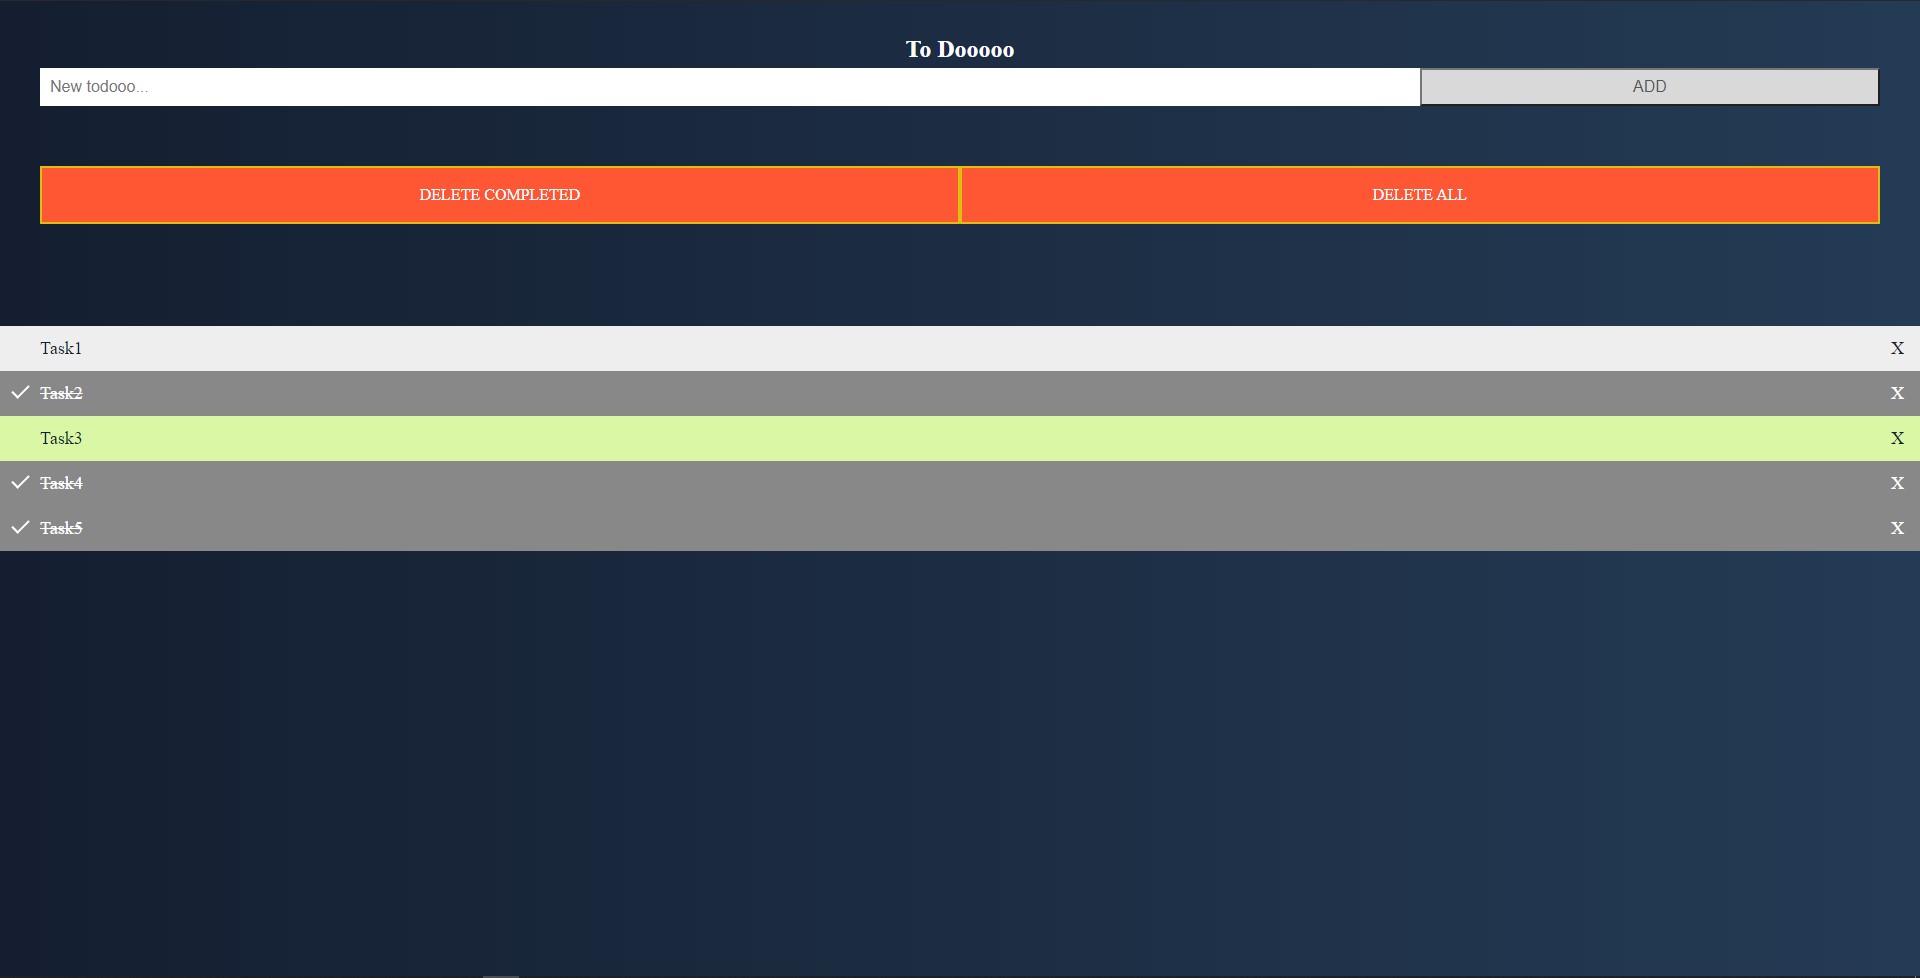 To Dooooo
New todooo...
ADD
DELETE COMPLETED
DELETE ALL
Task1 X
Task2 X
Task3 X
Task4 X
Task5 X